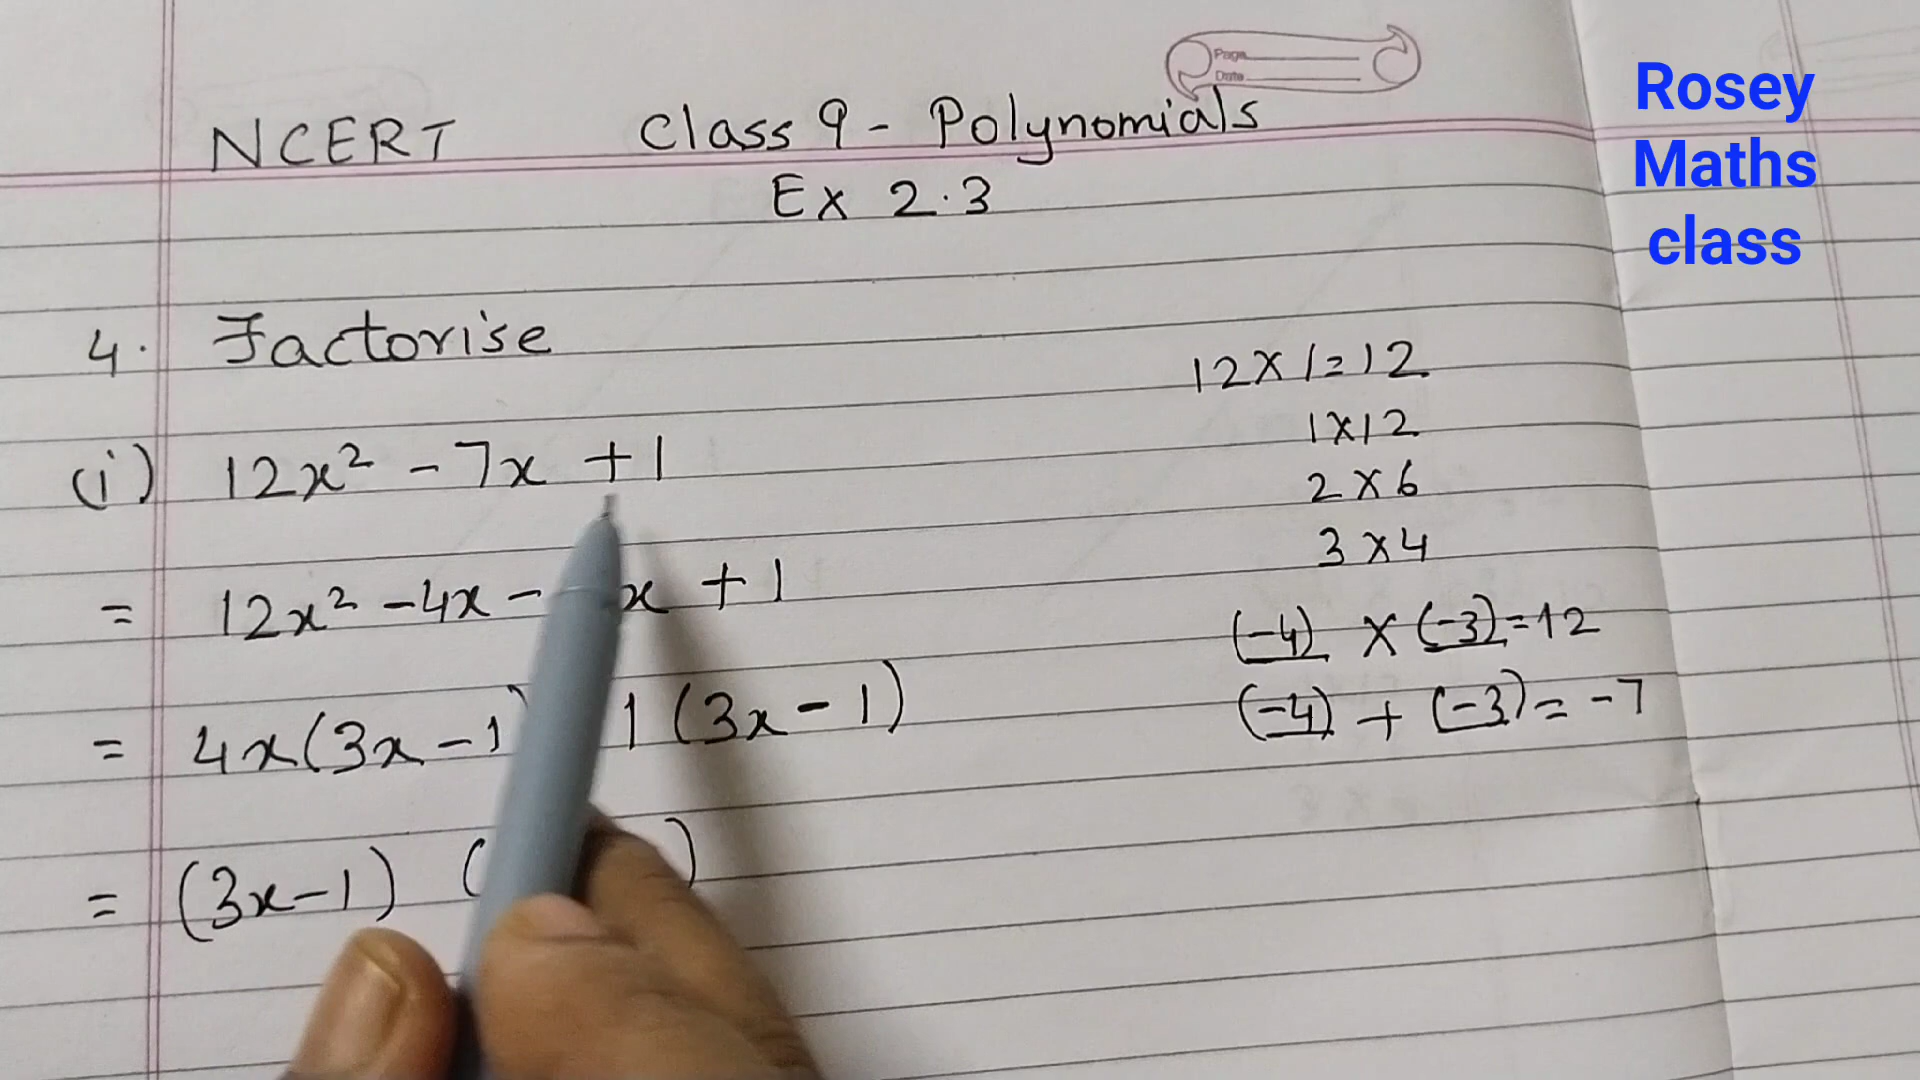 Page
Date
Rosey
Maths
class
NCERT Class 9 - Polynomials
Ex 2.3
4. Factorise
(i) 12x² - 7x + 1
= 12x² - 4x - x + 1
= 4x(3x - 1) 1(3x - 1)
= (3x - 1) ( )
12 x 1 = 12
1 x 12
2 x 6
3 x 4
(-4) x (-3) = 12
(-4) + (-3) = -7